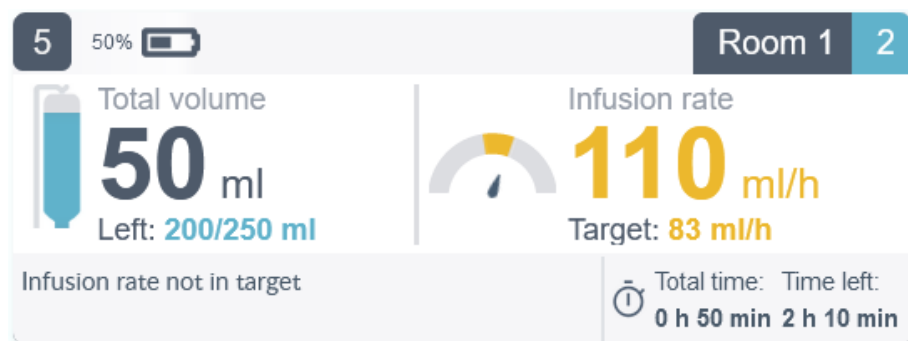 5 50% Room 1 2
Total volume Infusion rate
50 ml 110 ml/h
Left: 200/250 ml Target: 83 ml/h
Infusion rate not in target Total time: Time left:
0 h 50 min 2 h 10 min